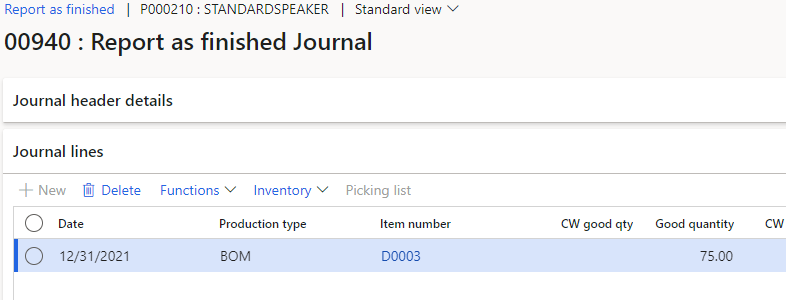 Report as finished | P000210 : STANDARDSPEAKER | Standard view
00940 : Report as finished Journal
Journal header details
Journal lines
New Delete Functions Inventory Picking list
Date Production type Item number CW good qty Good quantity CW
12/31/2021 BOM D0003 75.00